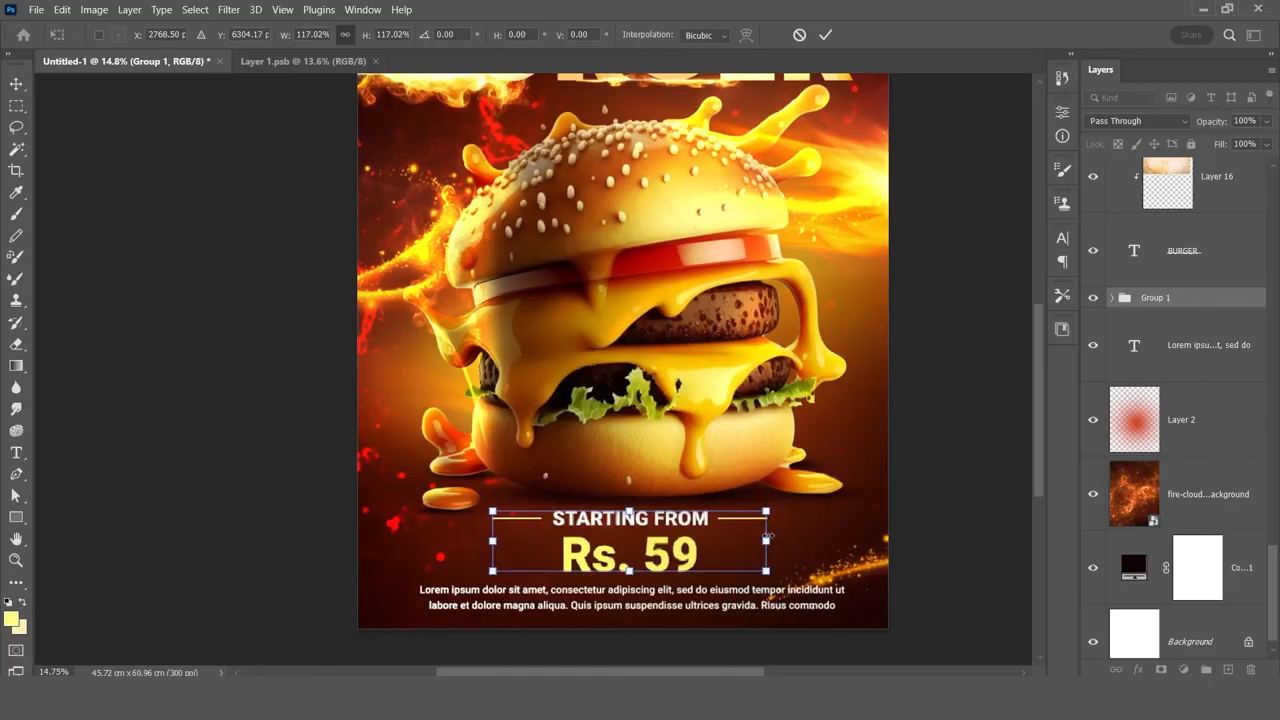 Ps File Edit Image Layer Type Select Filter 3D View Plugins Window Help
X: 2768.50 p Y: 6304.17 p W: 117.02% H: 117.02% 0.00 ° H: 0.00 ° V: 0.00 ° Interpolation: Bicubic Share
Untitled-1 @ 14.8% (Group 1, RGB/8) * × Layer 1.psb @ 13.6% (RGB/8) ×
Layers
Kind
Pass Through Opacity: 100%
Lock: Fill: 100%
Layer 16
BURGER
Group 1
Lorem ipsu...t, sed do
Layer 2
fire-cloud...ackground
Co...1
Background
STARTING FROM
Rs. 59
Lorem ipsum dolor sit amet, consectetur adipiscing elit, sed do eiusmod tempor incididunt ut
labore et dolore magna aliqua. Quis ipsum suspendisse ultrices gravida. Risus commodo
14.75% 45.72 cm x 60.96 cm (300 ppi)